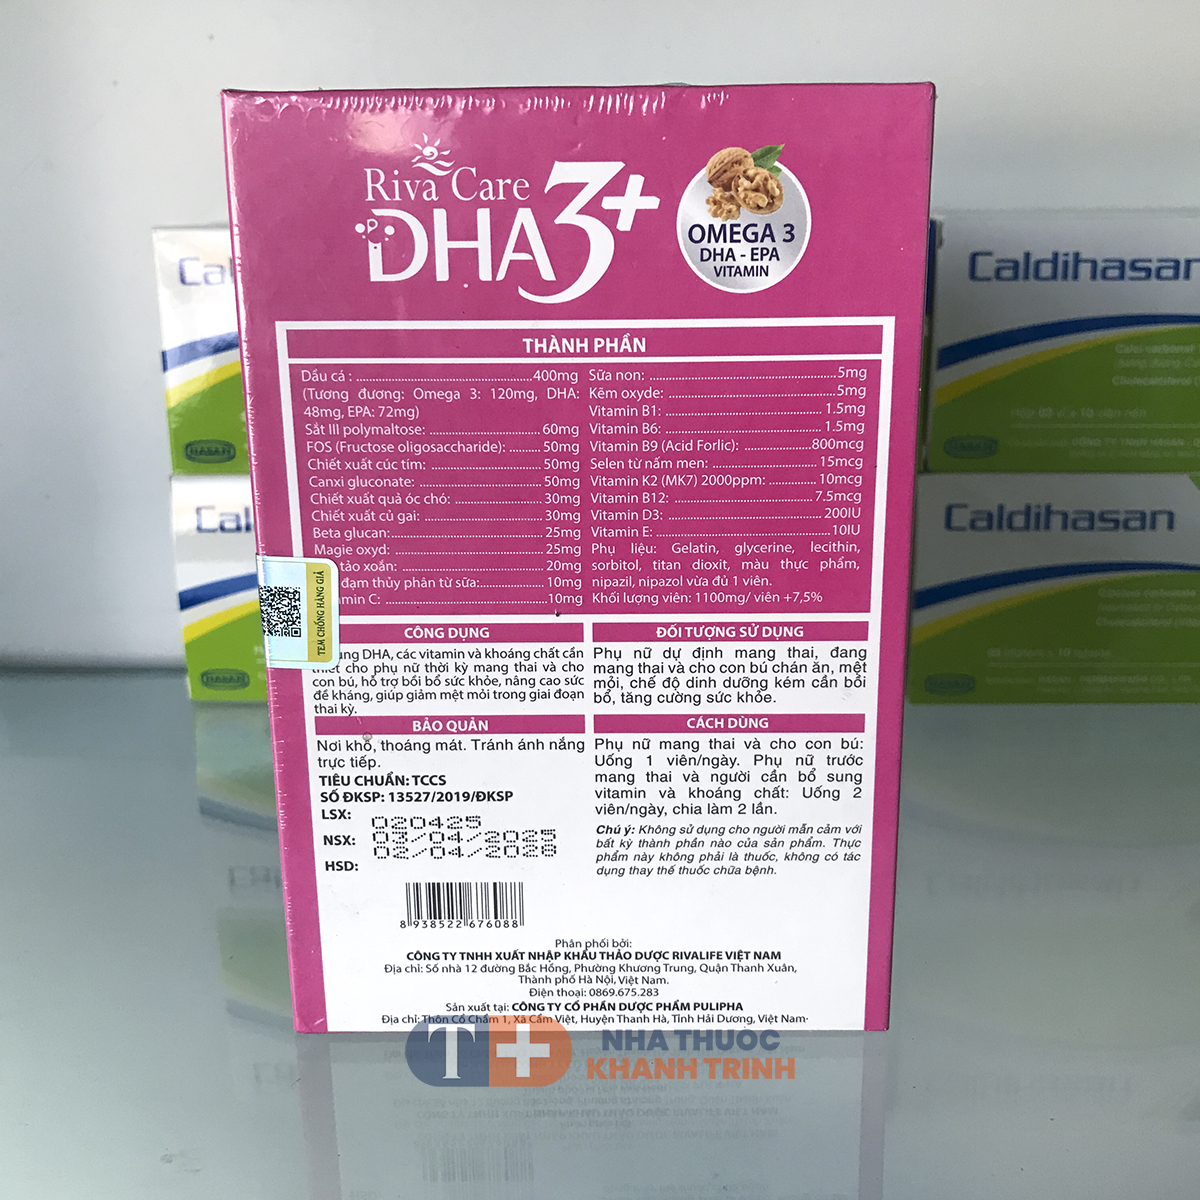 Riva Care
DHA3+
OMEGA 3
DHA - EPA
VITAMIN
THÀNH PHẦN
Dầu cá : 400mg
(Tương đương: Omega 3: 120mg, DHA:
48mg, EPA: 72mg)
Sắt III polymaltose: 60mg
FOS (Fructose oligosaccharide): 50mg
Chiết xuất cúc tím: 50mg
Canxi gluconate: 50mg
Chiết xuất quả óc chó: 30mg
Chiết xuất củ gai: 30mg
Beta glucan: 25mg
Magie oxyd: 25mg
tảo xoắn: 20mg
đạm thủy phân từ sữa: 10mg
min C: 10mg
Sữa non: 5mg
Kẽm oxyde: 5mg
Vitamin B1: 1.5mg
Vitamin B6: 1.5mg
Vitamin B9 (Acid Forlic): 800mcg
Selen từ nấm men: 15mcg
Vitamin K2 (MK7) 2000ppm: 10mcg
Vitamin B12: 7.5mcg
Vitamin D3: 200IU
Vitamin E: 10IU
Phụ liệu: Gelatin, glycerine, lecithin,
sorbitol, titan dioxit, màu thực phẩm,
nipazil, nipazol vừa đủ 1 viên.
Khối lượng viên: 1100mg/ viên +7,5%
TEM CHỐNG HÀNG GIẢ
CÔNG DỤNG
ung DHA, các vitamin và khoáng chất cần
thiết cho phụ nữ thời kỳ mang thai và cho
con bú, hỗ trợ bồi bổ sức khỏe, nâng cao sức
đề kháng, giúp giảm mệt mỏi trong giai đoạn
thai kỳ.
BẢO QUẢN
Nơi khô, thoáng mát. Tránh ánh nắng
trực tiếp.
TIÊU CHUẨN: TCCS
SỐ ĐKSP: 13527/2019/ĐKSP
LSX: 020425
NSX: 03/04/2025
HSD: 02/04/2028
8 938522 676088
ĐỐI TƯỢNG SỬ DỤNG
Phụ nữ dự định mang thai, đang
mang thai và cho con bú chán ăn, mệt
mỏi, chế độ dinh dưỡng kém cần bồi
bổ, tăng cường sức khỏe.
CÁCH DÙNG
Phụ nữ mang thai và cho con bú:
Uống 1 viên/ngày. Phụ nữ trước
mang thai và người cần bổ sung
vitamin và khoáng chất: Uống 2
viên/ngày, chia làm 2 lần.
Chú ý: Không sử dụng cho người mẫn cảm với
bất kỳ thành phần nào của sản phẩm. Thực
phẩm này không phải là thuốc, không có tác
dụng thay thế thuốc chữa bệnh.
Phân phối bởi:
CÔNG TY TNHH XUẤT NHẬP KHẨU THẢO DƯỢC RIVALIFE VIỆT NAM
Địa chỉ: Số nhà 12 đường Bắc Hồng, Phường Khương Trung, Quận Thanh Xuân,
Thành phố Hà Nội, Việt Nam.
Điện thoại: 0869.675.283
Sản xuất tại: CÔNG TY CỔ PHẦN DƯỢC PHẨM PULIPHA
Địa chỉ: Thôn Cổ Chẩm 1, Xã Cẩm Việt, Huyện Thanh Hà, Tỉnh Hải Dương, Việt Nam
T+
NHA THUỐC
KHANH TRINH
Ca
HASAN
Ca
HASAN
Caldihasan
HASAN
Caldihasan
HASAN